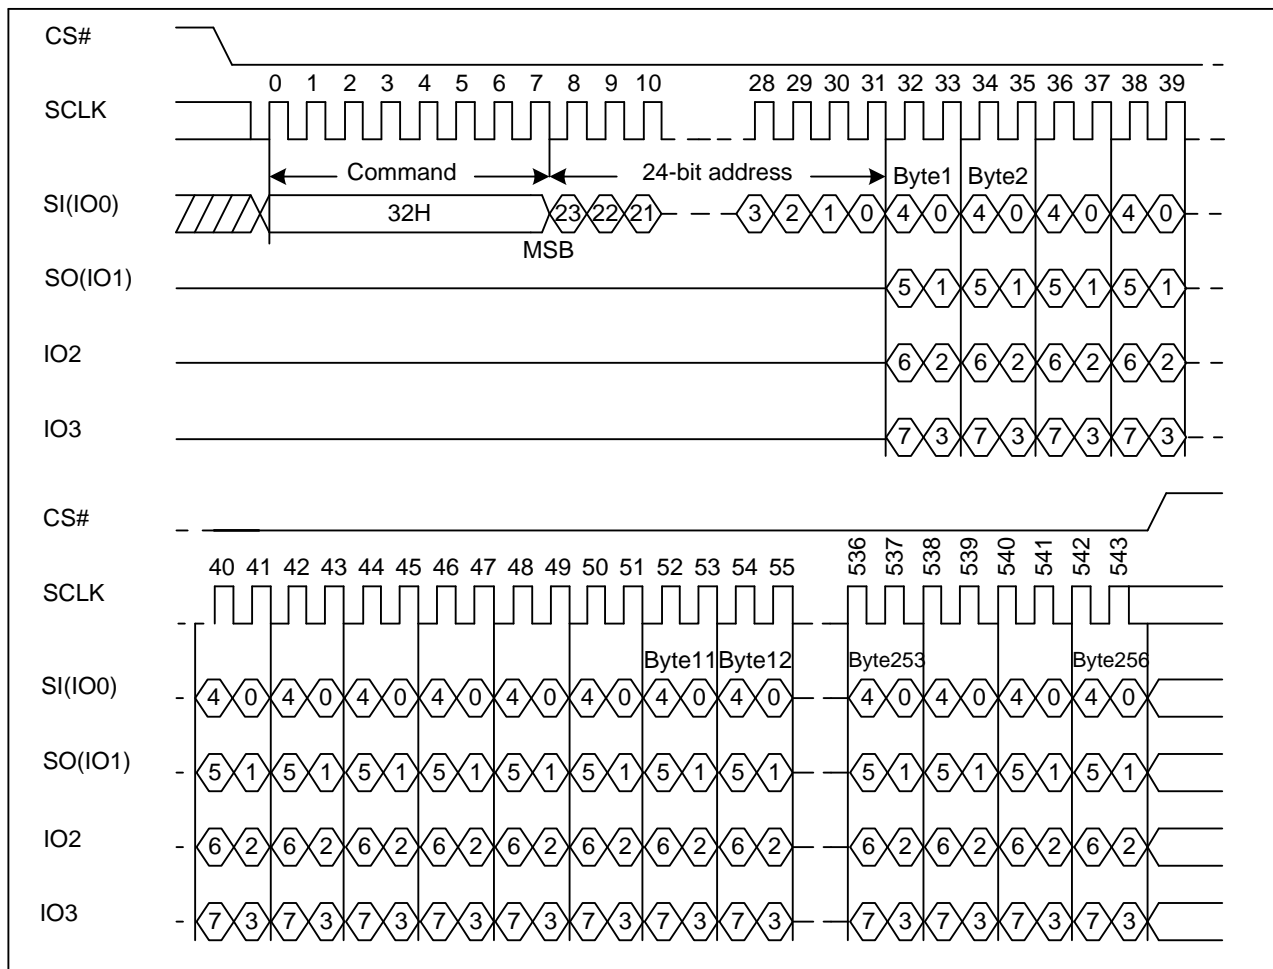 CS#
0 1 2 3 4 5 6 7 8 9 10 28 29 30 31 32 33 34 35 36 37 38 39
SCLK
Command 24-bit address Byte1 Byte2
SI(IO0) 32H 23 22 21 3 2 1 0 4 0 4 0 4 0 4 0
MSB
SO(IO1) 5 1 5 1 5 1 5 1
IO2 6 2 6 2 6 2 6 2
IO3 7 3 7 3 7 3 7 3
CS#
40 41 42 43 44 45 46 47 48 49 50 51 52 53 54 55 536 537 538 539 540 541 542 543
SCLK
Byte11 Byte12 Byte253 Byte256
SI(IO0) 4 0 4 0 4 0 4 0 4 0 4 0 4 0 4 0 4 0 4 0 4 0 4 0
SO(IO1) 5 1 5 1 5 1 5 1 5 1 5 1 5 1 5 1 5 1 5 1 5 1 5 1
IO2 6 2 6 2 6 2 6 2 6 2 6 2 6 2 6 2 6 2 6 2 6 2 6 2
IO3 7 3 7 3 7 3 7 3 7 3 7 3 7 3 7 3 7 3 7 3 7 3 7 3